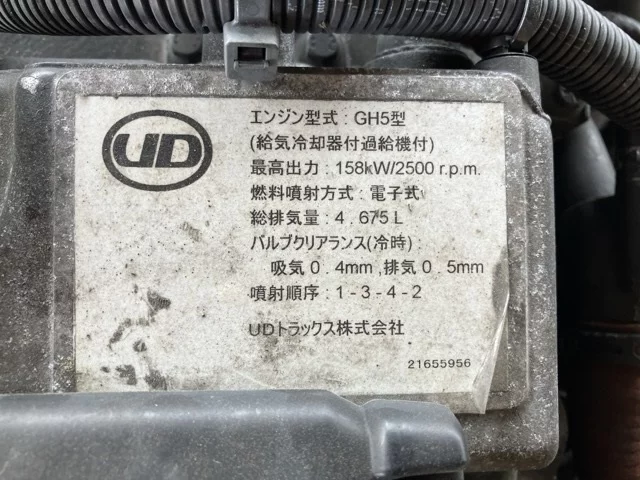 UD
エンジン型式 : GH5型
(給気冷却器付過給機付)
最高出力 : 158kW/2500 r.p.m.
燃料噴射方式 : 電子式
総排気量 : 4 . 675 L
バルブクリアランス(冷時) :
吸気 0 . 4mm ,排気 0 . 5mm
噴射順序 : 1 - 3 - 4 - 2
UDトラックス株式会社
21655956